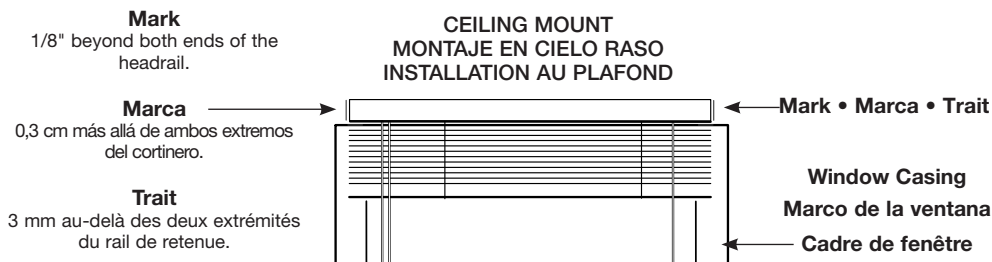 Mark
1/8" beyond both ends of the
headrail.
Marca
0,3 cm más allá de ambos extremos
del cortinero.
Trait
3 mm au-delà des deux extrémités
du rail de retenue.
CEILING MOUNT
MONTAJE EN CIELO RASO
INSTALLATION AU PLAFOND
Mark • Marca • Trait
Window Casing
Marco de la ventana
Cadre de fenêtre